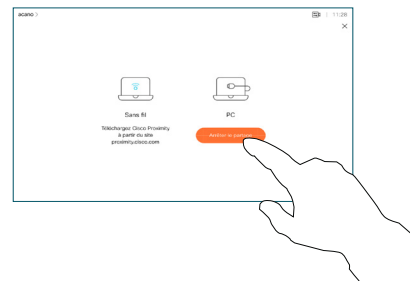 acano >
11:28
Sans fil
PC
Téléchargez Cisco Proximity
à partir du site
proximity.cisco.com
Arrêter le partage